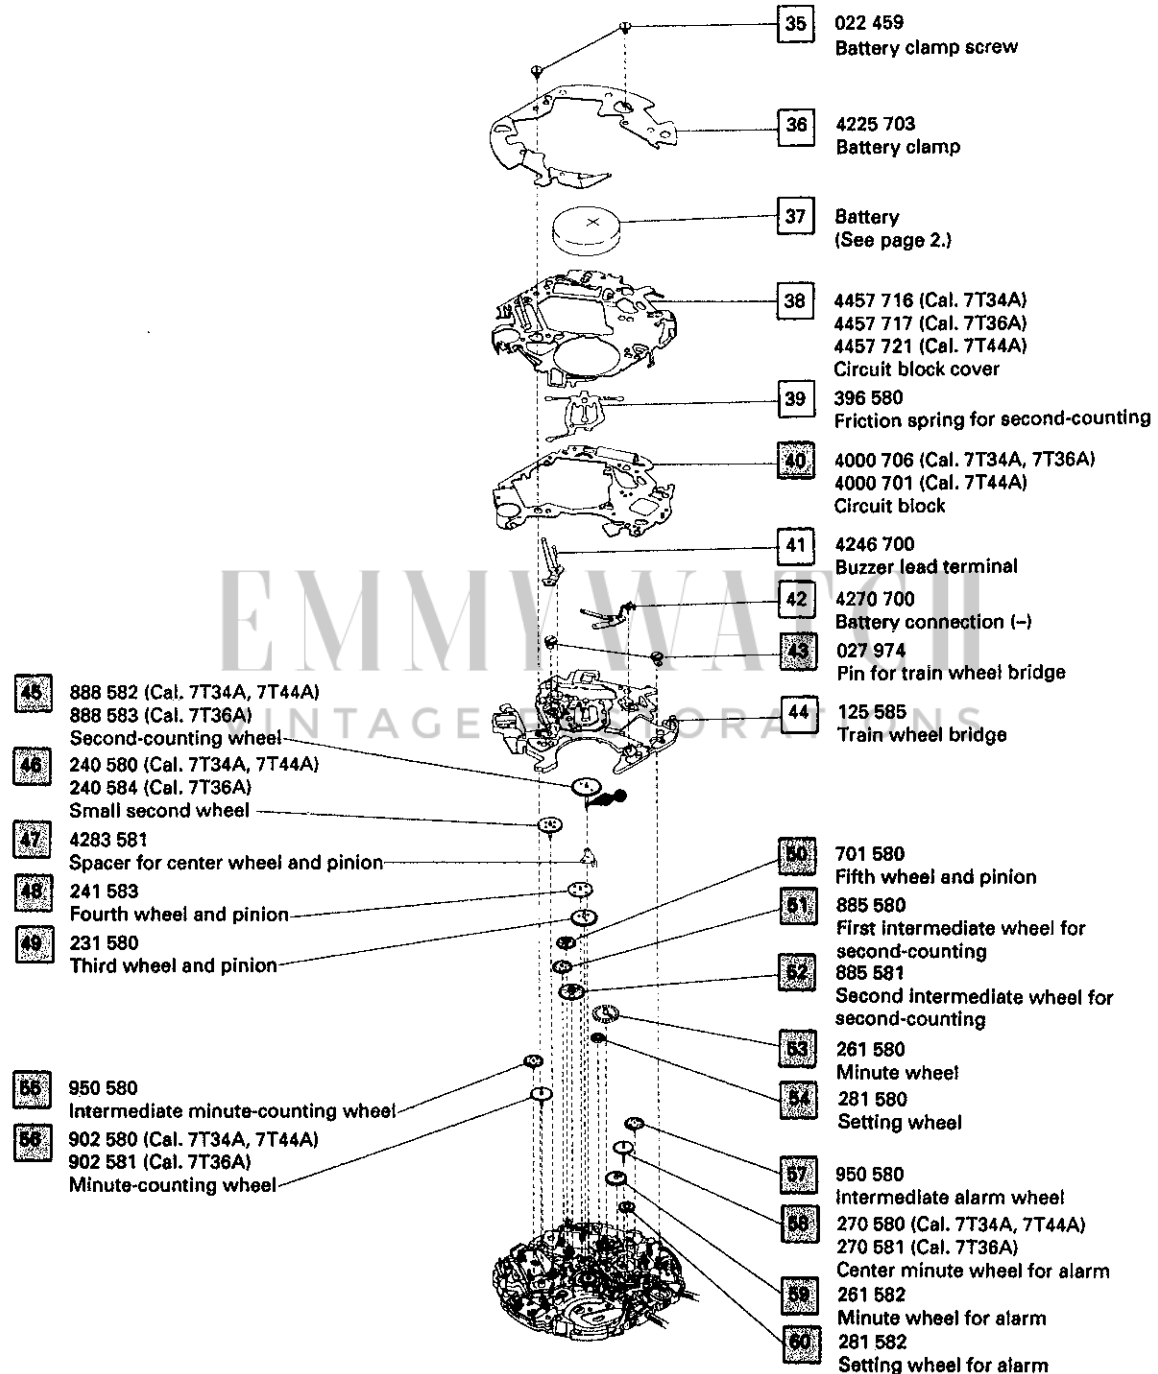 35 022 459
Battery clamp screw
36 4225 703
Battery clamp
37 Battery
(See page 2.)
38 4457 716 (Cal. 7T34A)
4457 717 (Cal. 7T36A)
4457 721 (Cal. 7T44A)
Circuit block cover
39 396 580
Friction spring for second-counting
40 4000 706 (Cal. 7T34A, 7T36A)
4000 701 (Cal. 7T44A)
Circuit block
41 4246 700
Buzzer lead terminal
42 4270 700
Battery connection (–)
43 027 974
Pin for train wheel bridge
44 125 585
Train wheel bridge
EMMYWATCH
VINTAGE RESTORATIONS
45 888 582 (Cal. 7T34A, 7T44A)
888 583 (Cal. 7T36A)
Second-counting wheel
46 240 580 (Cal. 7T34A, 7T44A)
240 584 (Cal. 7T36A)
Small second wheel
47 4283 581
Spacer for center wheel and pinion
48 241 583
Fourth wheel and pinion
49 231 580
Third wheel and pinion
50 701 580
Fifth wheel and pinion
51 885 580
First intermediate wheel for
second-counting
52 885 581
Second intermediate wheel for
second-counting
53 261 580
Minute wheel
54 281 580
Setting wheel
55 950 580
Intermediate minute-counting wheel
56 902 580 (Cal. 7T34A, 7T44A)
902 581 (Cal. 7T36A)
Minute-counting wheel
57 950 580
Intermediate alarm wheel
58 270 580 (Cal. 7T34A, 7T44A)
270 581 (Cal. 7T36A)
Center minute wheel for alarm
59 261 582
Minute wheel for alarm
60 281 582
Setting wheel for alarm